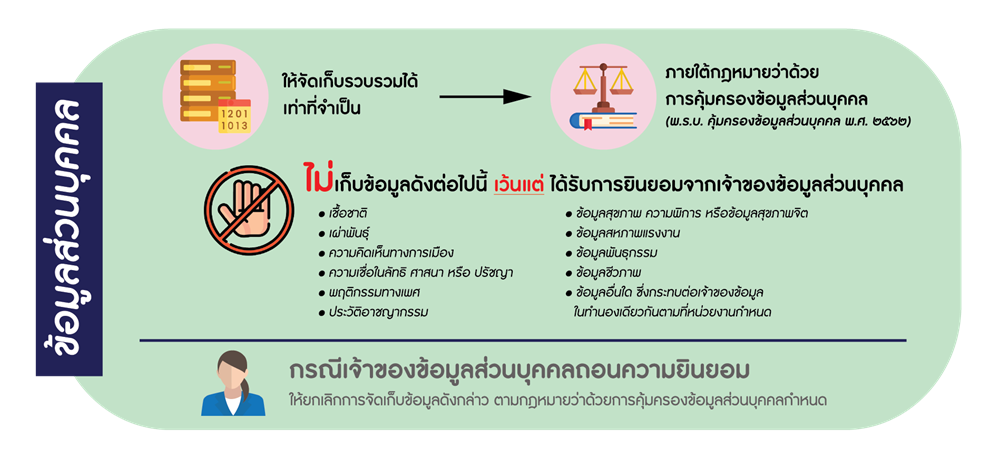 ข้อมูลส่วนบุคคล
ให้จัดเก็บรวบรวมได้
เท่าที่จำเป็น
1201
1013
ภายใต้กฎหมายว่าด้วย
การคุ้มครองข้อมูลส่วนบุคคล
(พ.ร.บ. คุ้มครองข้อมูลส่วนบุคคล พ.ศ. ๒๕๖๒)
ไม่เก็บข้อมูลดังต่อไปนี้ เว้นแต่ ได้รับการยินยอมจากเจ้าของข้อมูลส่วนบุคคล
• เชื้อชาติ
• เผ่าพันธุ์
• ความคิดเห็นทางการเมือง
• ความเชื่อในลัทธิ ศาสนา หรือ ปรัชญา
• พฤติกรรมทางเพศ
• ประวัติอาชญากรรม
• ข้อมูลสุขภาพ ความพิการ หรือข้อมูลสุขภาพจิต
• ข้อมูลสหภาพแรงงาน
• ข้อมูลพันธุกรรม
• ข้อมูลชีวภาพ
• ข้อมูลอื่นใด ซึ่งกระทบต่อเจ้าของข้อมูล
ในทำนองเดียวกันตามที่หน่วยงานกำหนด
กรณีเจ้าของข้อมูลส่วนบุคคลถอนความยินยอม
ให้ยกเลิกการจัดเก็บข้อมูลดังกล่าว ตามกฎหมายว่าด้วยการคุ้มครองข้อมูลส่วนบุคคลกำหนด